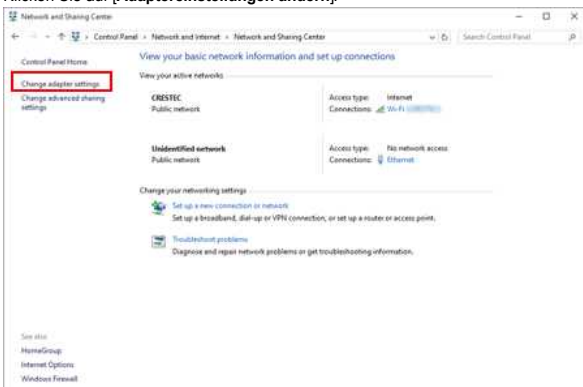 Klicken Sie auf [Adaptereinstellungen ändern].
Network and Sharing Center
Control Panel > Network and Internet > Network and Sharing Center
Search Control Panel
Control Panel Home
Change adapter settings
Change advanced sharing
settings
View your basic network information and set up connections
View your active networks
CRESTEC
Public network
Access type: Internet
Connections: Wi-Fi
Unidentified network
Public network
Access type: No network access
Connections: Ethernet
Change your networking settings
Set up a new connection or network
Set up a broadband, dial-up or VPN connection, or set up a router or access point.
Troubleshoot problems
Diagnose and repair network problems or get troubleshooting information.
See also
HomeGroup
Internet Options
Windows Firewall